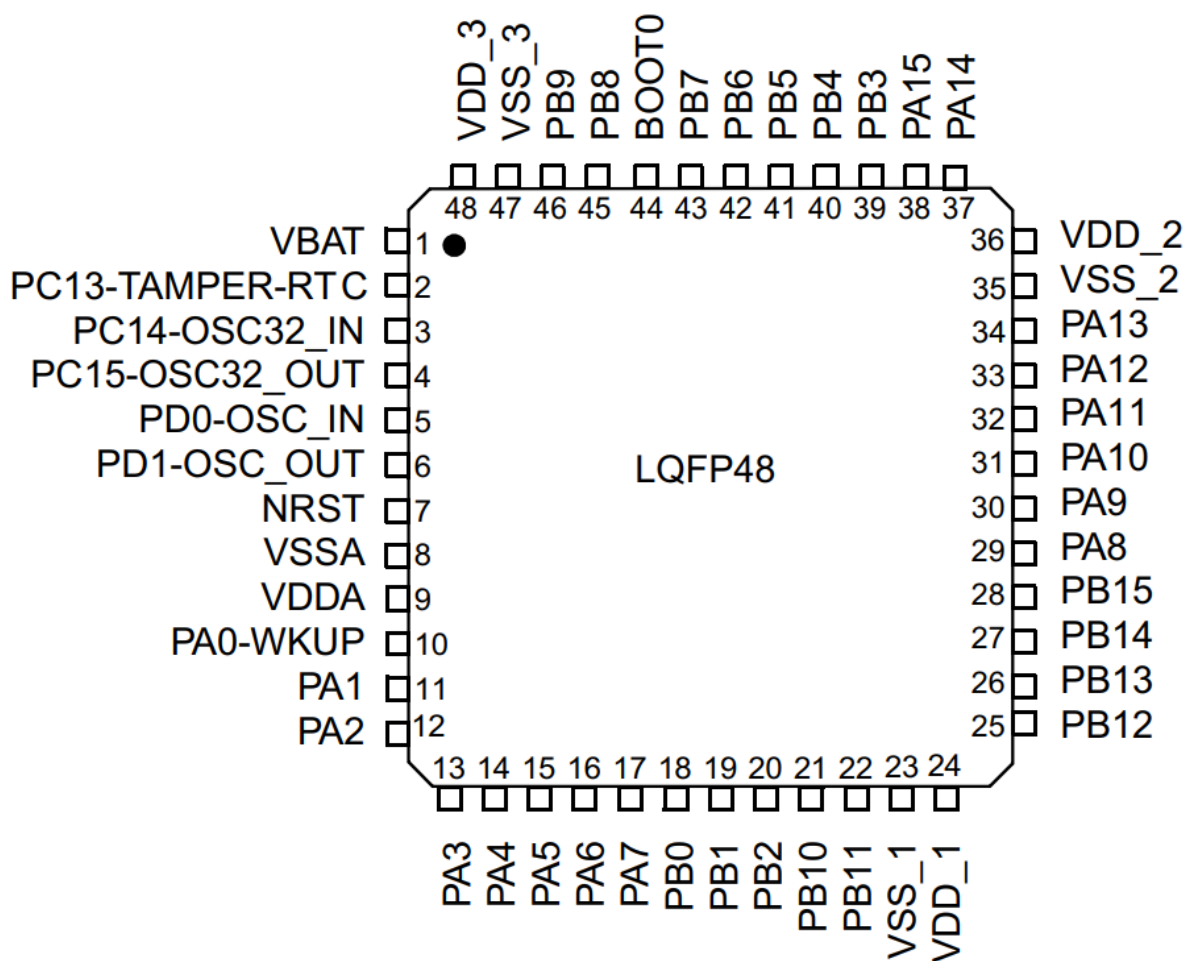 VDD_3
VSS_3
PB9
PB8
BOOT0
PB7
PB6
PB5
PB4
PB3
PA15
PA14
48 47 46 45 44 43 42 41 40 39 38 37
VBAT 1
PC13-TAMPER-RTC 2
PC14-OSC32_IN 3
PC15-OSC32_OUT 4
PD0-OSC_IN 5
PD1-OSC_OUT 6
NRST 7
VSSA 8
VDDA 9
PA0-WKUP 10
PA1 11
PA2 12
LQFP48
36 VDD_2
35 VSS_2
34 PA13
33 PA12
32 PA11
31 PA10
30 PA9
29 PA8
28 PB15
27 PB14
26 PB13
25 PB12
13 14 15 16 17 18 19 20 21 22 23 24
PA3
PA4
PA5
PA6
PA7
PB0
PB1
PB2
PB10
PB11
VSS_1
VDD_1